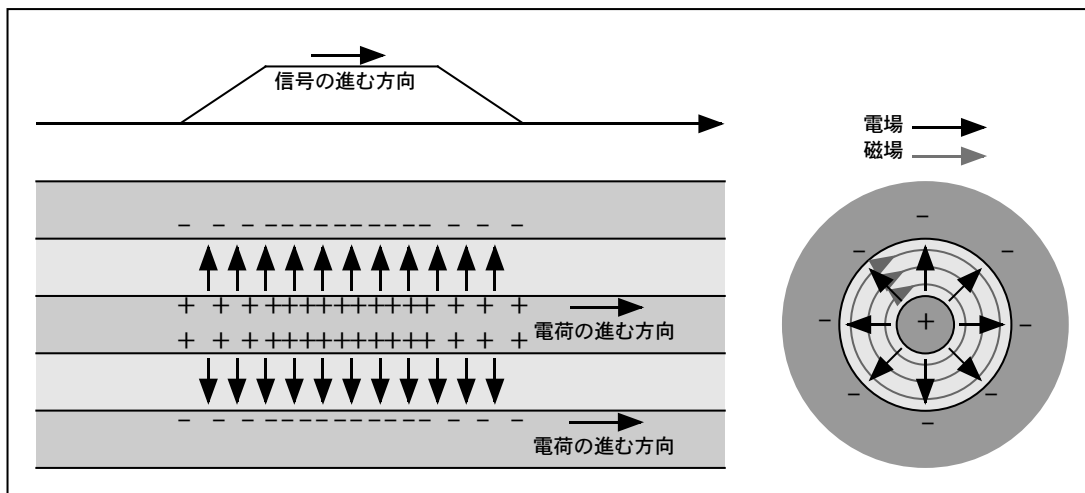 信号の進む方向
電場
磁場
− − − − − − − − − − − − − −
+ + + + + + + + + + + + + + +
電荷の進む方向
+ + + + + + + + + + + + + + +
− − − − − − − − − − − − − −
電荷の進む方向
−
− −
− + −
− −
−